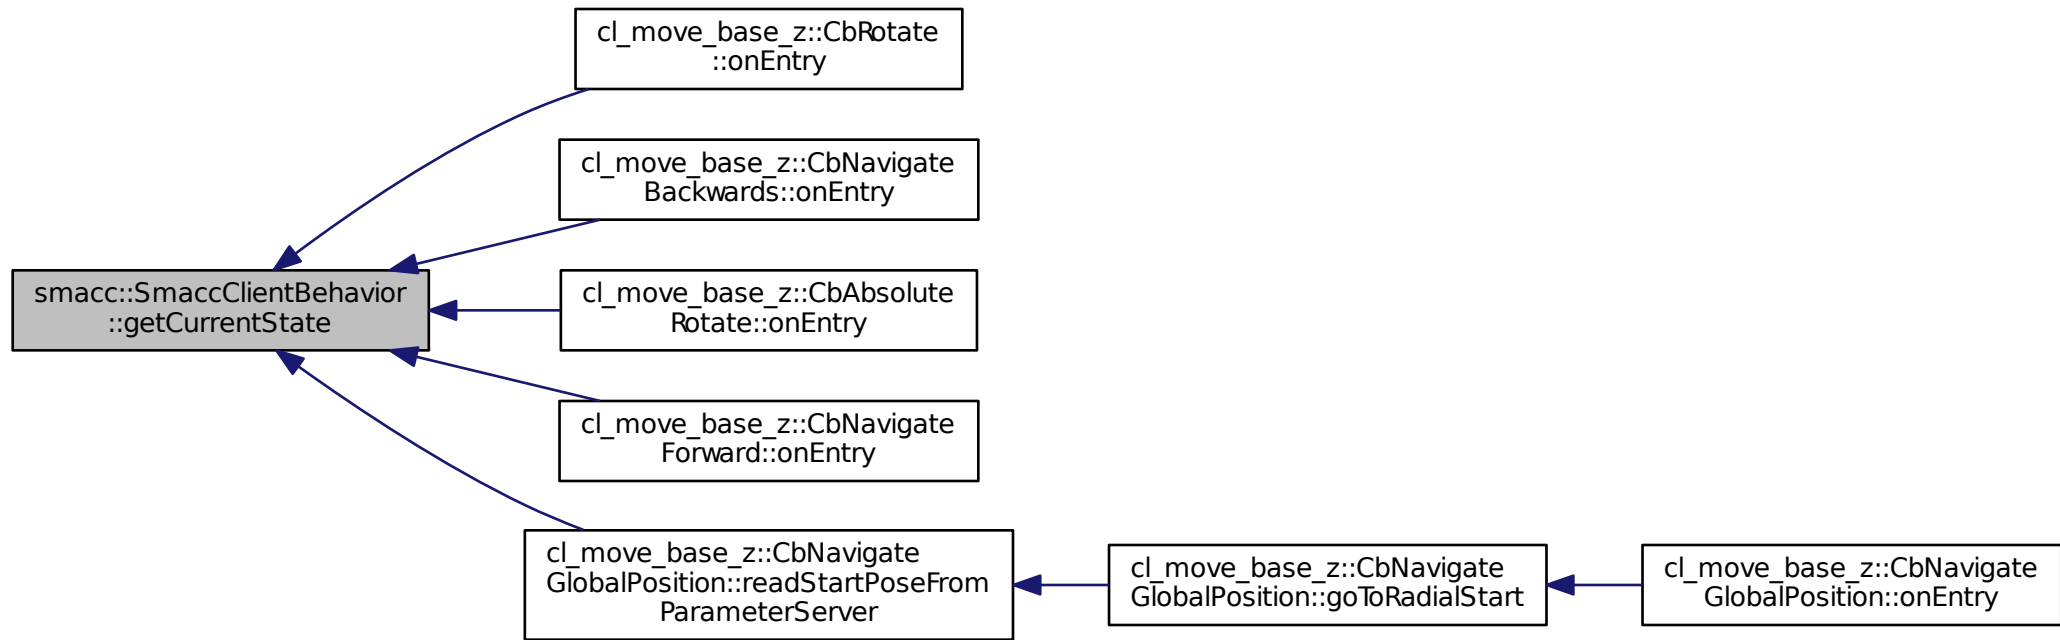 cl_move_base_z::CbRotate
::onEntry
cl_move_base_z::CbNavigate
Backwards::onEntry
smacc::SmaccClientBehavior
::getCurrentState
cl_move_base_z::CbAbsolute
Rotate::onEntry
cl_move_base_z::CbNavigate
Forward::onEntry
cl_move_base_z::CbNavigate
GlobalPosition::readStartPoseFrom
ParameterServer
cl_move_base_z::CbNavigate
GlobalPosition::goToRadialStart
cl_move_base_z::CbNavigate
GlobalPosition::onEntry